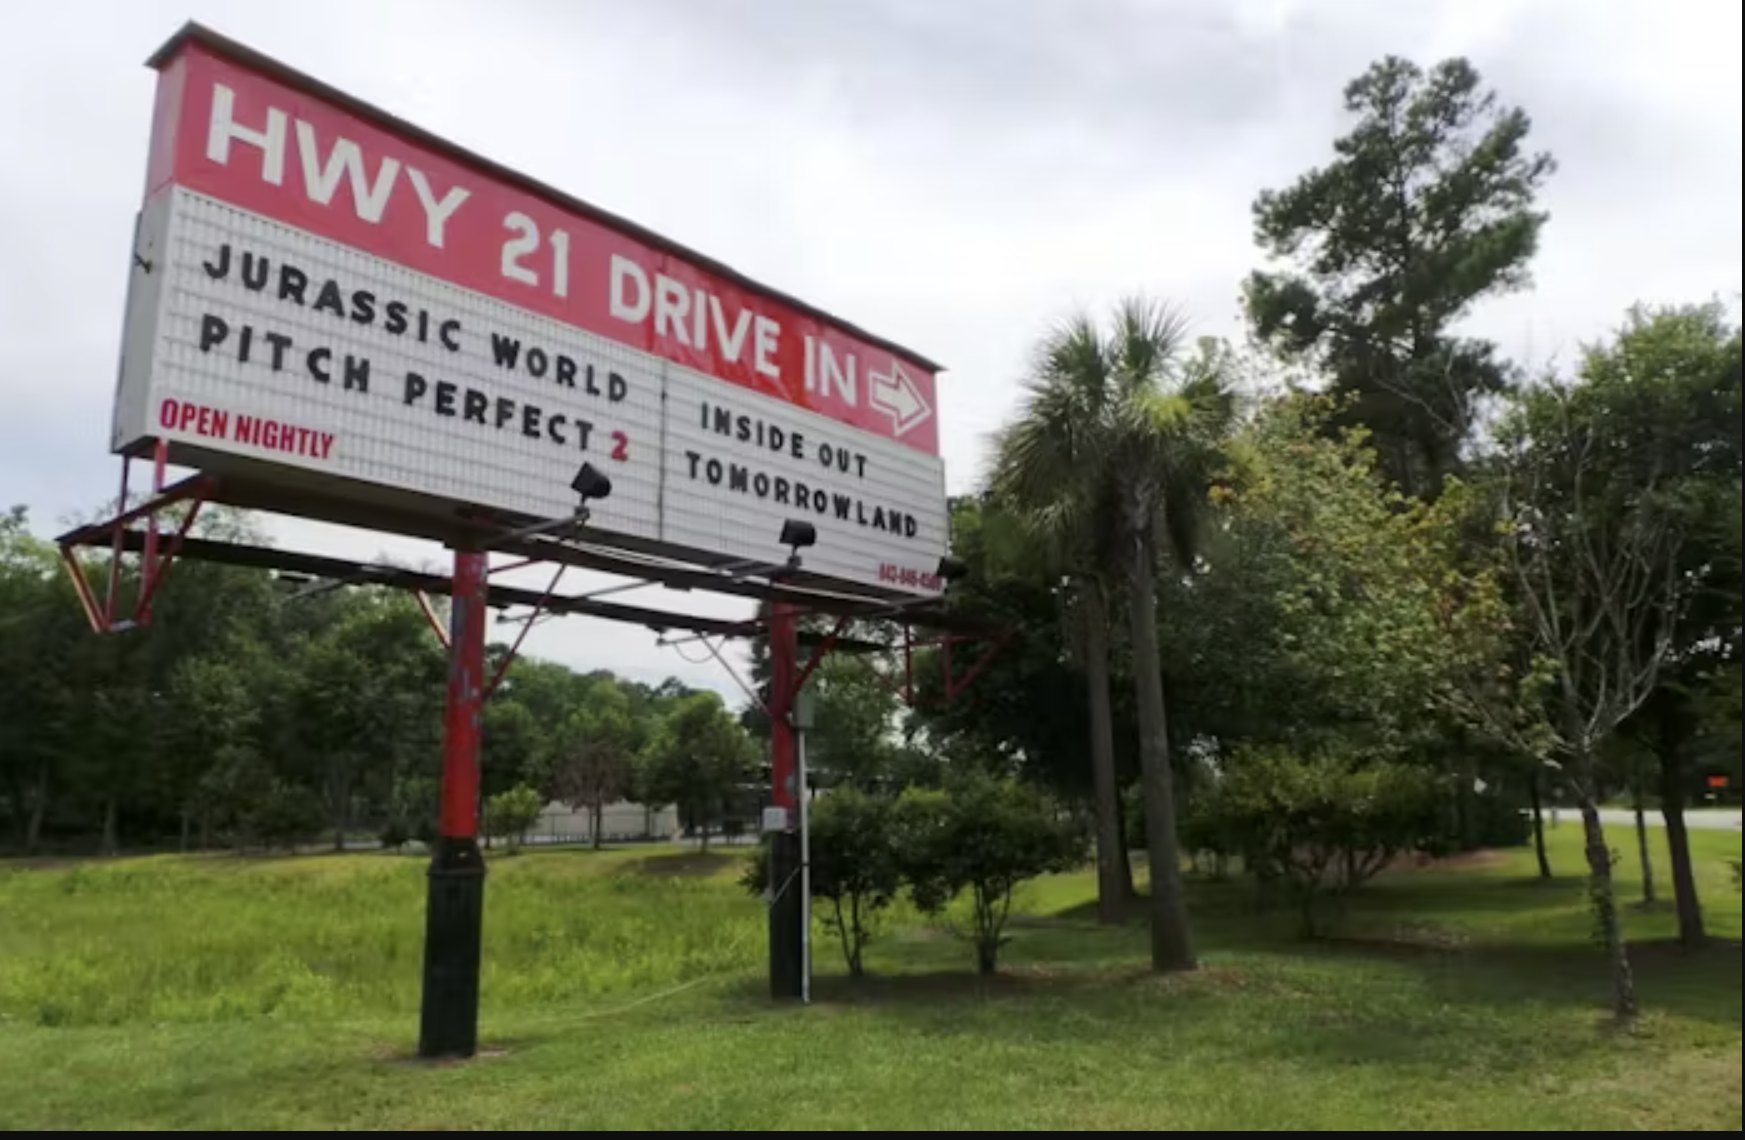 HWY 21 DRIVE IN
JURASSIC WORLD
PITCH PERFECT 2
OPEN NIGHTLY
INSIDE OUT
TOMORROWLAND